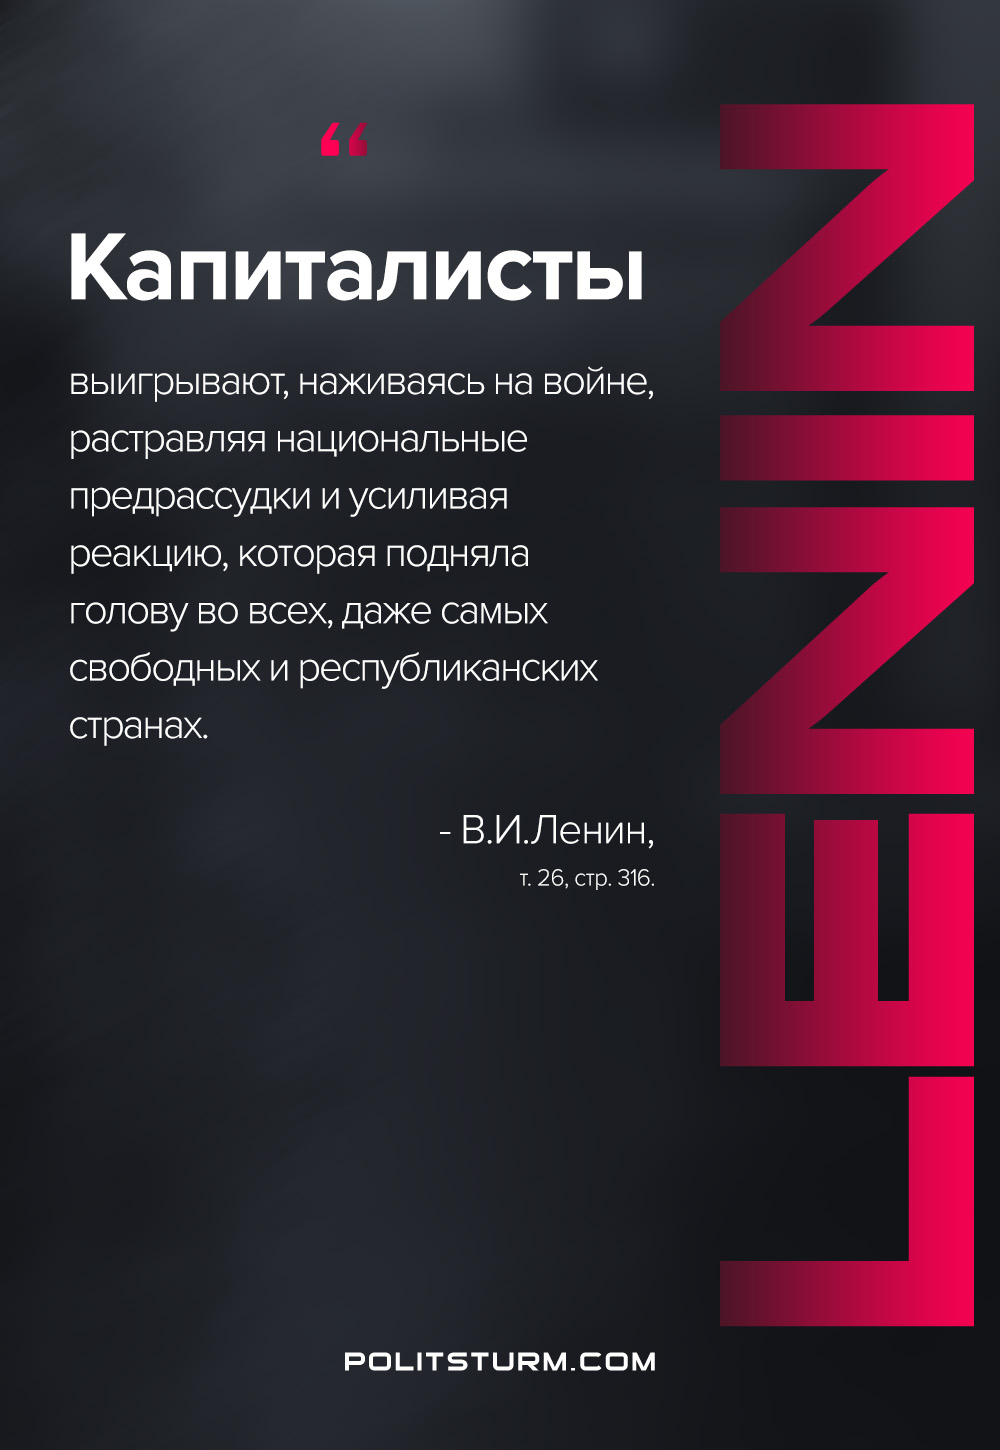 “
Капиталисты
выигрывают, наживаясь на войне,
растравляя национальные
предрассудки и усиливая
реакцию, которая подняла
голову во всех, даже самых
свободных и республиканских
странах.
- В.И.Ленин,
т. 26, стр. 316.
LENIN
POLITSTURM.COM